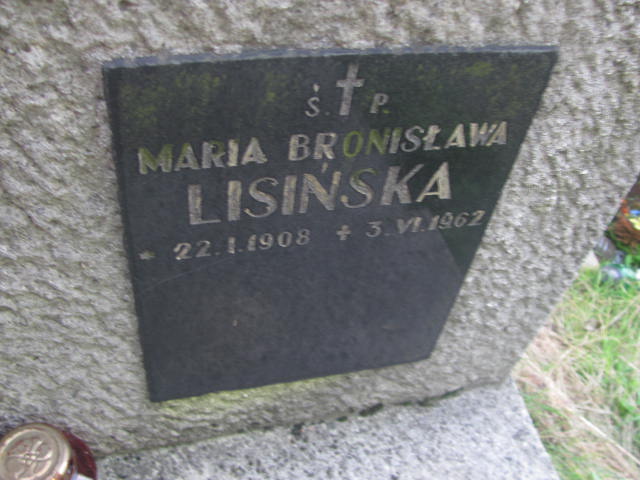 Ś. † P.
MARIA BRONISŁAWA
LISIŃSKA
* 22.I.1908 + 3.VI.1962